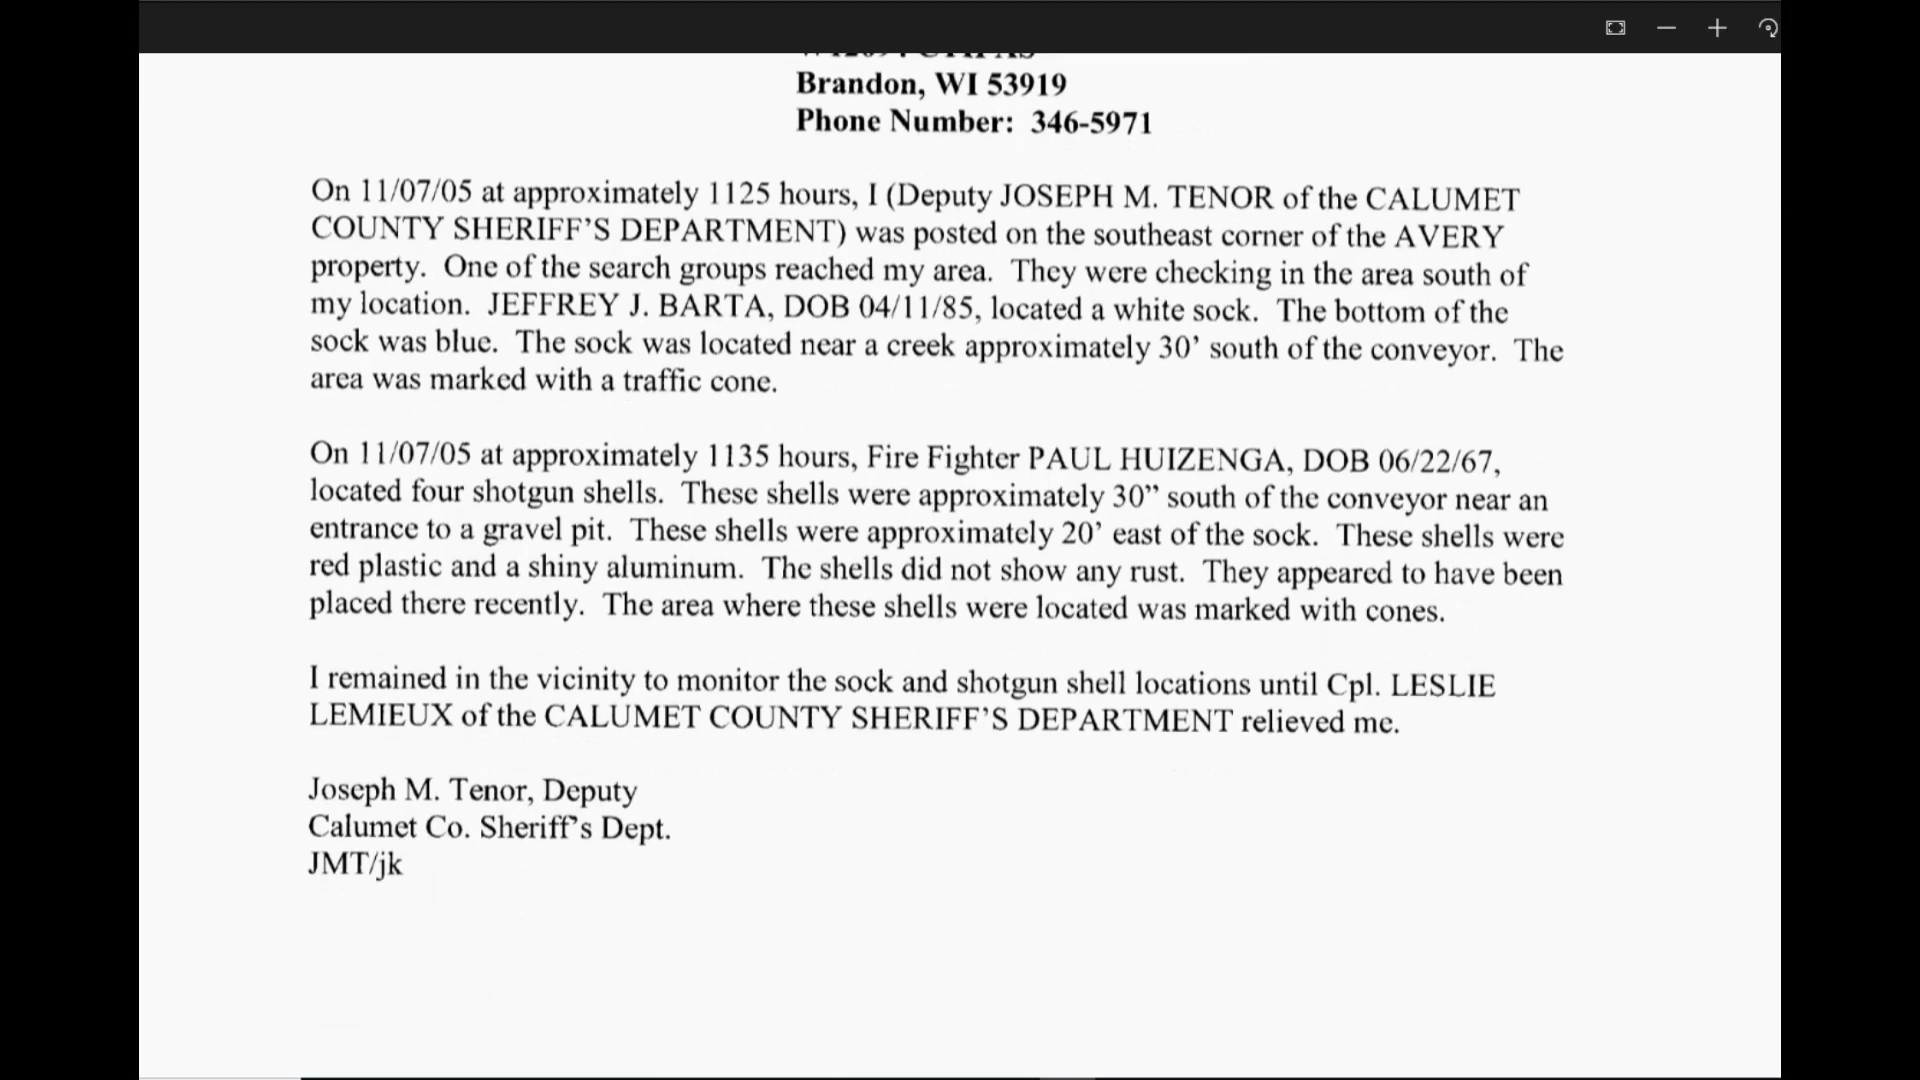 Brandon, WI 53919
Phone Number: 346-5971
On 11/07/05 at approximately 1125 hours, I (Deputy JOSEPH M. TENOR of the CALUMET
COUNTY SHERIFF'S DEPARTMENT) was posted on the southeast corner of the AVERY
property. One of the search groups reached my area. They were checking in the area south of
my location. JEFFREY J. BARTA, DOB 04/11/85, located a white sock. The bottom of the
sock was blue. The sock was located near a creek approximately 30' south of the conveyor. The
area was marked with a traffic cone.
On 11/07/05 at approximately 1135 hours, Fire Fighter PAUL HUIZENGA, DOB 06/22/67,
located four shotgun shells. These shells were approximately 30" south of the conveyor near an
entrance to a gravel pit. These shells were approximately 20' east of the sock. These shells were
red plastic and a shiny aluminum. The shells did not show any rust. They appeared to have been
placed there recently. The area where these shells were located was marked with cones.
I remained in the vicinity to monitor the sock and shotgun shell locations until Cpl. LESLIE
LEMIEUX of the CALUMET COUNTY SHERIFF'S DEPARTMENT relieved me.
Joseph M. Tenor, Deputy
Calumet Co. Sheriff's Dept.
JMT/jk